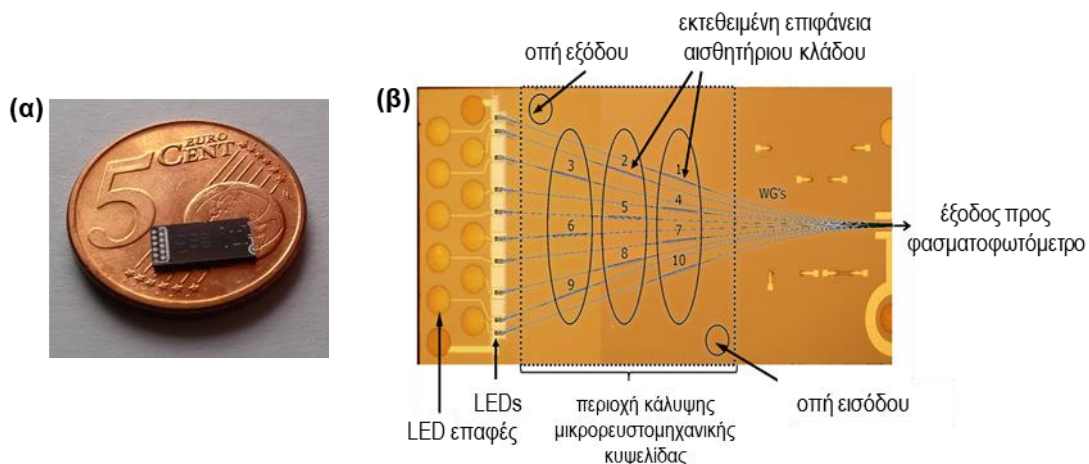 (α)
5
EURO
CENT
(β)
οπή εξόδου
εκτεθειμένη επιφάνεια
αισθητήριου κλάδου
3
2
1
5
4
6
7
8
10
9
WG's
έξοδος προς
φασματοφωτόμετρο
LEDs
LED επαφές
περιοχή κάλυψης
μικρορευστομηχανικής
κυψελίδας
οπή εισόδου